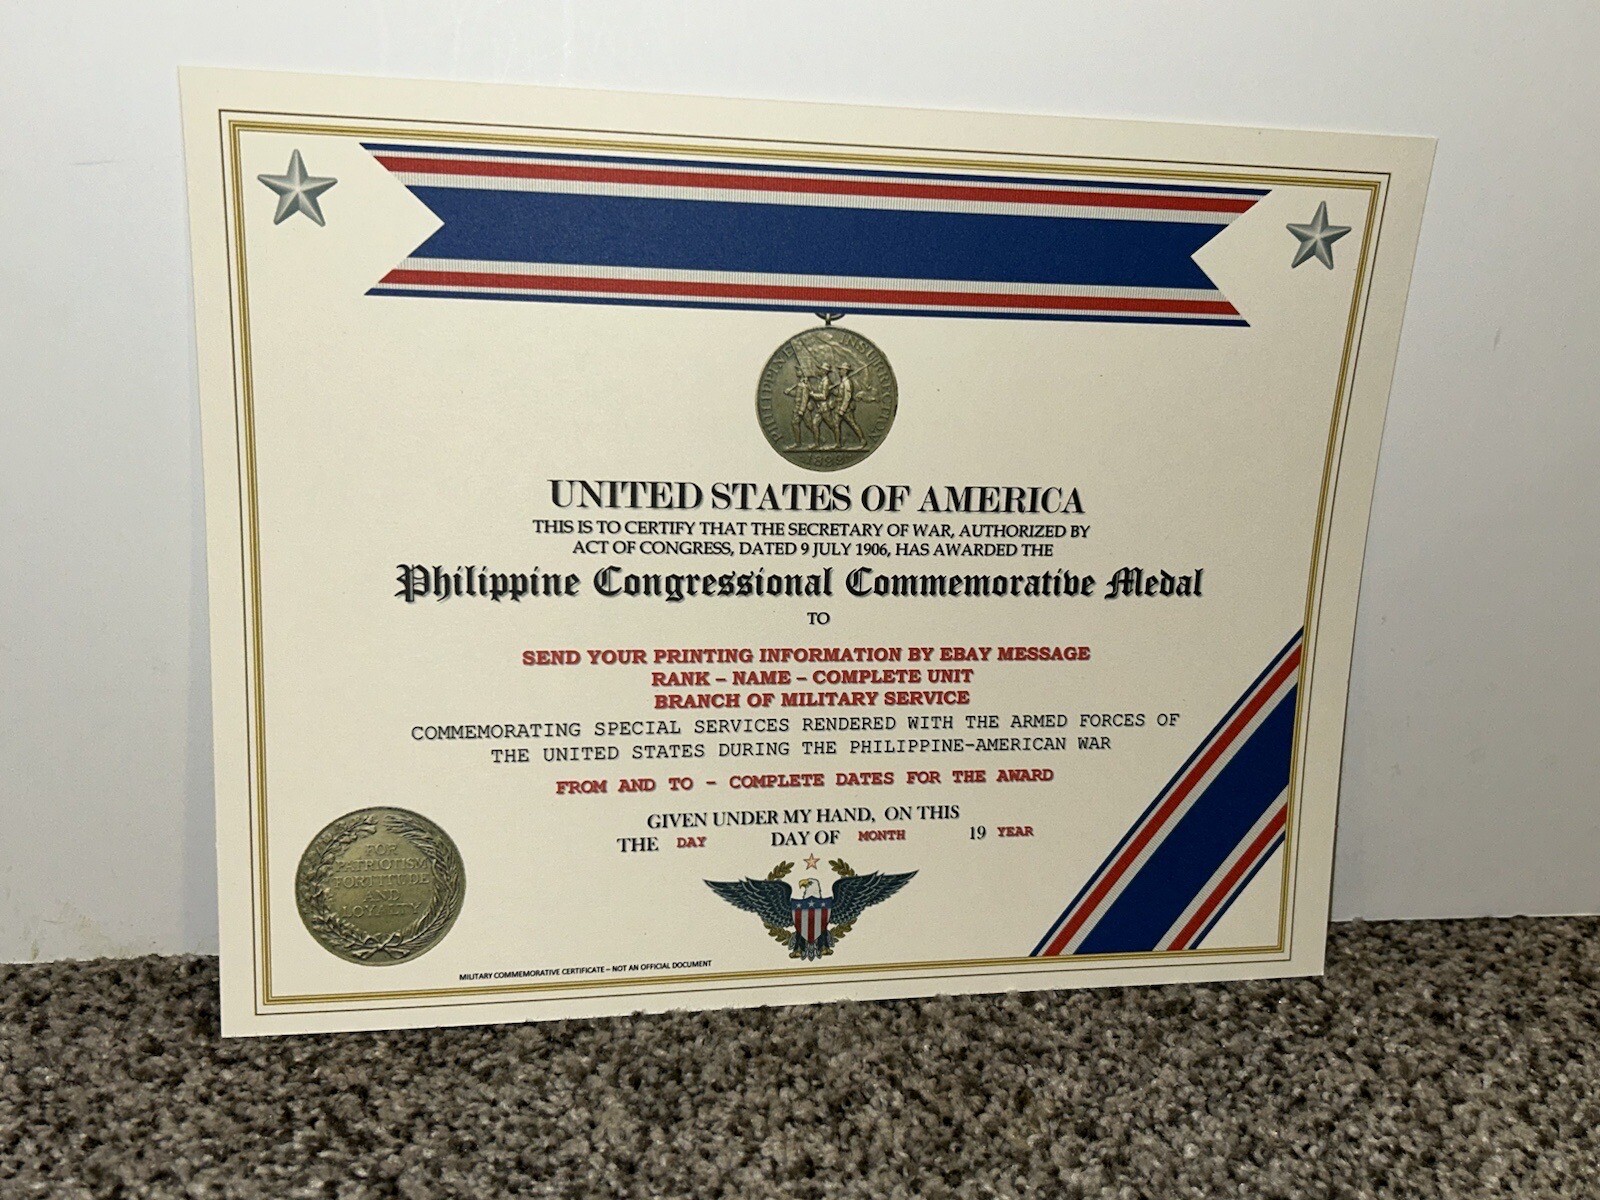 PHILIPPINE INSURRECTION
1899
UNITED STATES OF AMERICA
THIS IS TO CERTIFY THAT THE SECRETARY OF WAR, AUTHORIZED BY
ACT OF CONGRESS, DATED 9 JULY 1906, HAS AWARDED THE
Philippine Congressional Commemorative Medal
TO
SEND YOUR PRINTING INFORMATION BY EBAY MESSAGE
RANK – NAME – COMPLETE UNIT
BRANCH OF MILITARY SERVICE
COMMEMORATING SPECIAL SERVICES RENDERED WITH THE ARMED FORCES OF
THE UNITED STATES DURING THE PHILIPPINE-AMERICAN WAR
FROM AND TO - COMPLETE DATES FOR THE AWARD
GIVEN UNDER MY HAND, ON THIS
THE DAY DAY OF MONTH 19 YEAR
FOR
PATRIOTISM
FORTITUDE
AND
LOYALTY
MILITARY COMMEMORATIVE CERTIFICATE – NOT AN OFFICIAL DOCUMENT